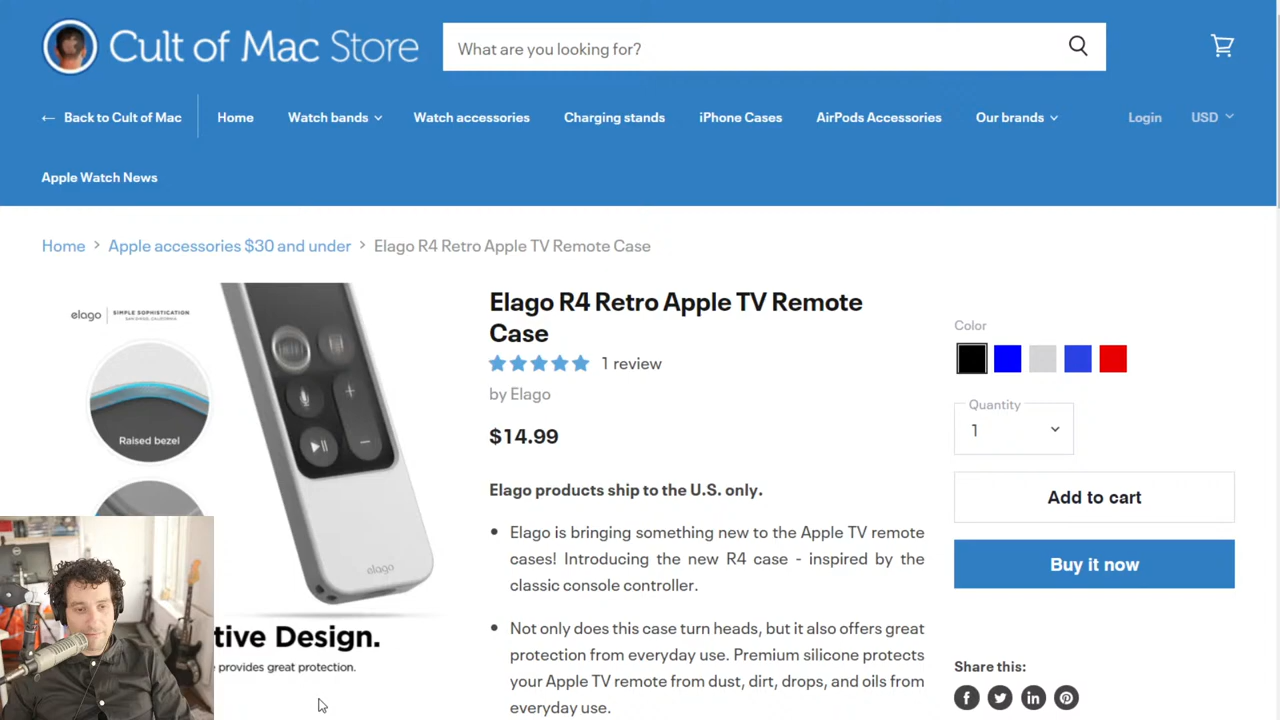 Cult of Mac Store
What are you looking for?
← Back to Cult of Mac
Home
Watch bands
Watch accessories
Charging stands
iPhone Cases
AirPods Accessories
Our brands
Login
USD
Apple Watch News
Home > Apple accessories $30 and under > Elago R4 Retro Apple TV Remote Case
elago | SIMPLE SOPHISTICATION
SAN DIEGO, CALIFORNIA
Raised bezel
elago
tive Design.
provides great protection.
Elago R4 Retro Apple TV Remote
Case
1 review
by Elago
$14.99
Elago products ship to the U.S. only.
• Elago is bringing something new to the Apple TV remote
cases! Introducing the new R4 case - inspired by the
classic console controller.
• Not only does this case turn heads, but it also offers great
protection from everyday use. Premium silicone protects
your Apple TV remote from dust, dirt, drops, and oils from
everyday use.
Color
Quantity
1
Add to cart
Buy it now
Share this: